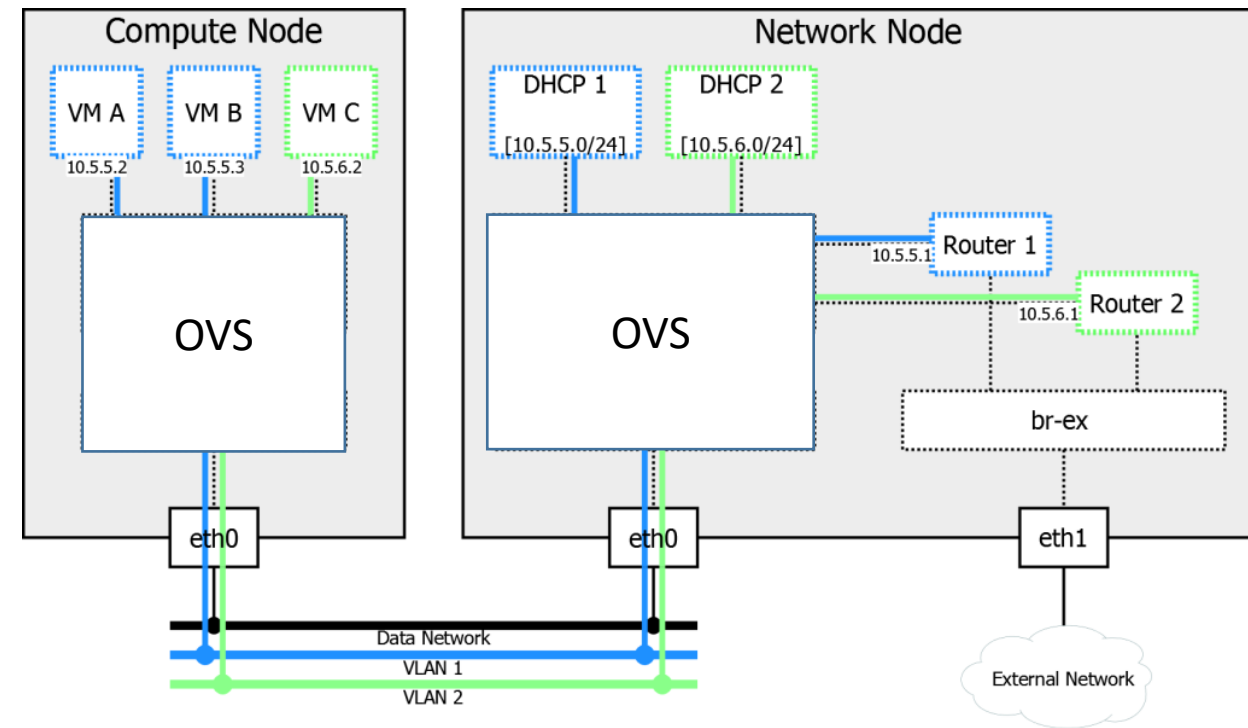 Compute Node
VM A
VM B
VM C
10.5.5.2
10.5.5.3
10.5.6.2
OVS
eth0
Network Node
DHCP 1
[10.5.5.0/24]
DHCP 2
[10.5.6.0/24]
OVS
10.5.5.1
Router 1
10.5.6.1
Router 2
br-ex
eth0
eth1
Data Network
VLAN 1
VLAN 2
External Network